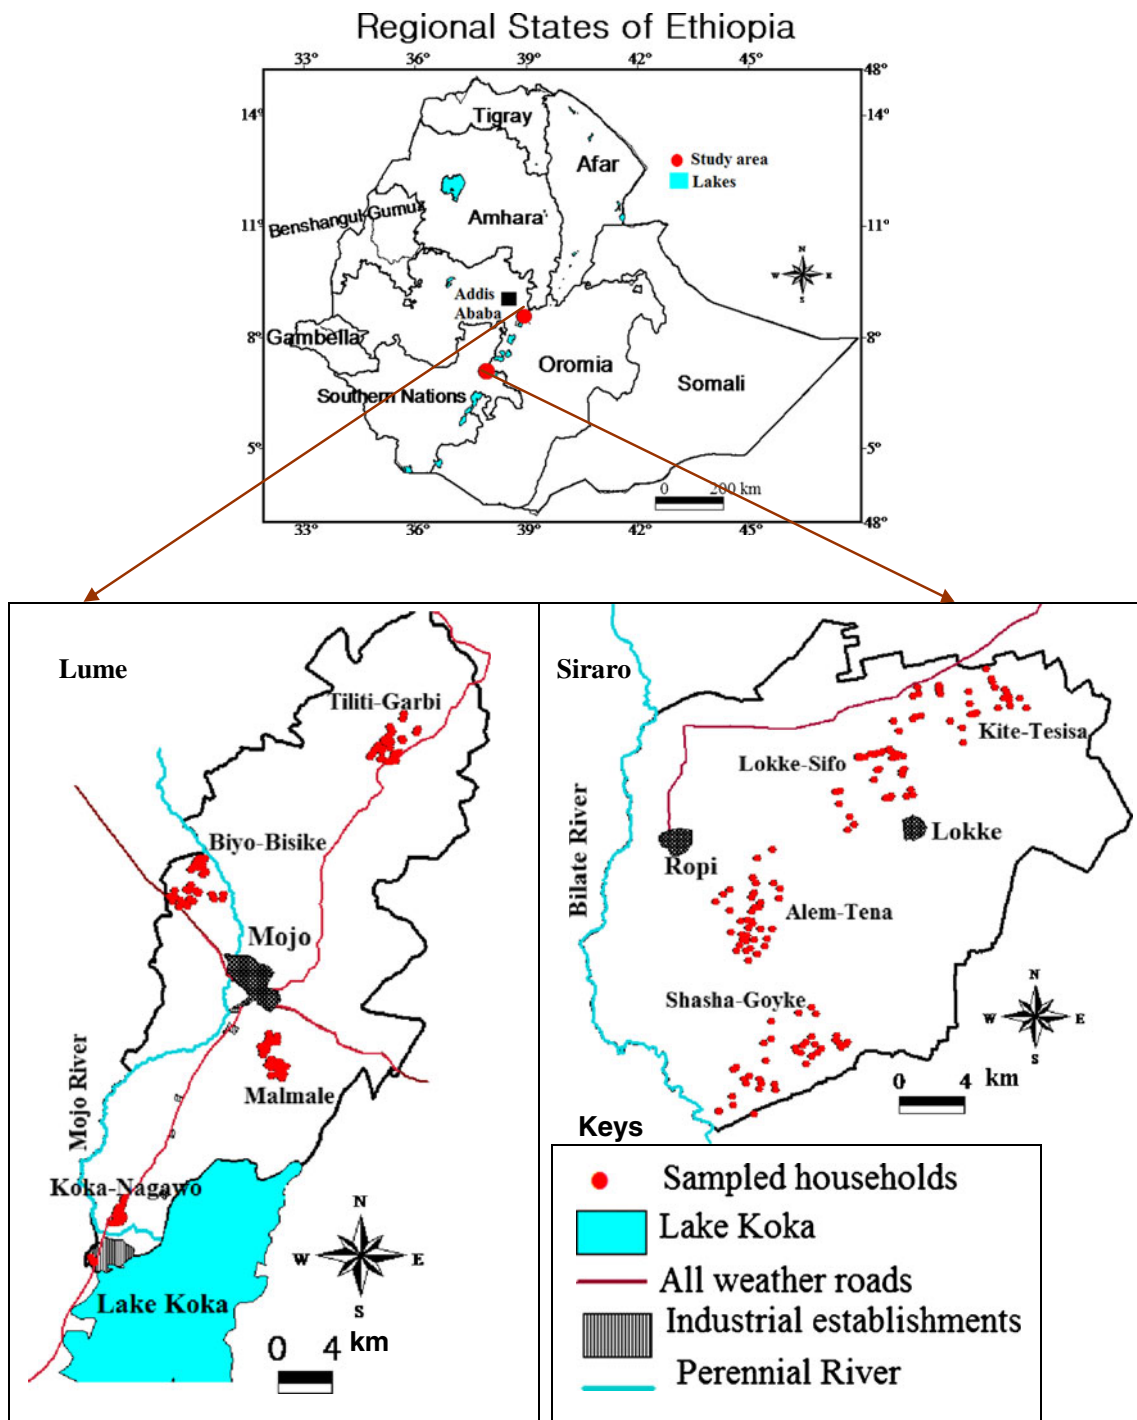 Regional States of Ethiopia
33° 36° 39° 42° 45° 48°
14° 14°
Tigray
Afar
Study area
Lakes
Benshangul-Gumuz
Amhara
11° 11°
N
W E
S
Addis
Ababa
Gambella
8° 8°
Oromia
Somali
Southern Nations
5° 5°
0 200 km
33° 36° 39° 42° 45° 48°
Lume
Tiliti-Garbi
Biyo-Bisike
Mojo
Mojo River
Malmale
Koka-Nagawo
N
W E
S
Lake Koka
0 4 km
Siraro
Kite-Tesisa
Lokke-Sifo
Bilate River
Lokke
Ropi
Alem-Tena
Shasha-Goyke
N
W E
S
0 4 km
Keys
Sampled households
Lake Koka
All weather roads
Industrial establishments
Perennial River